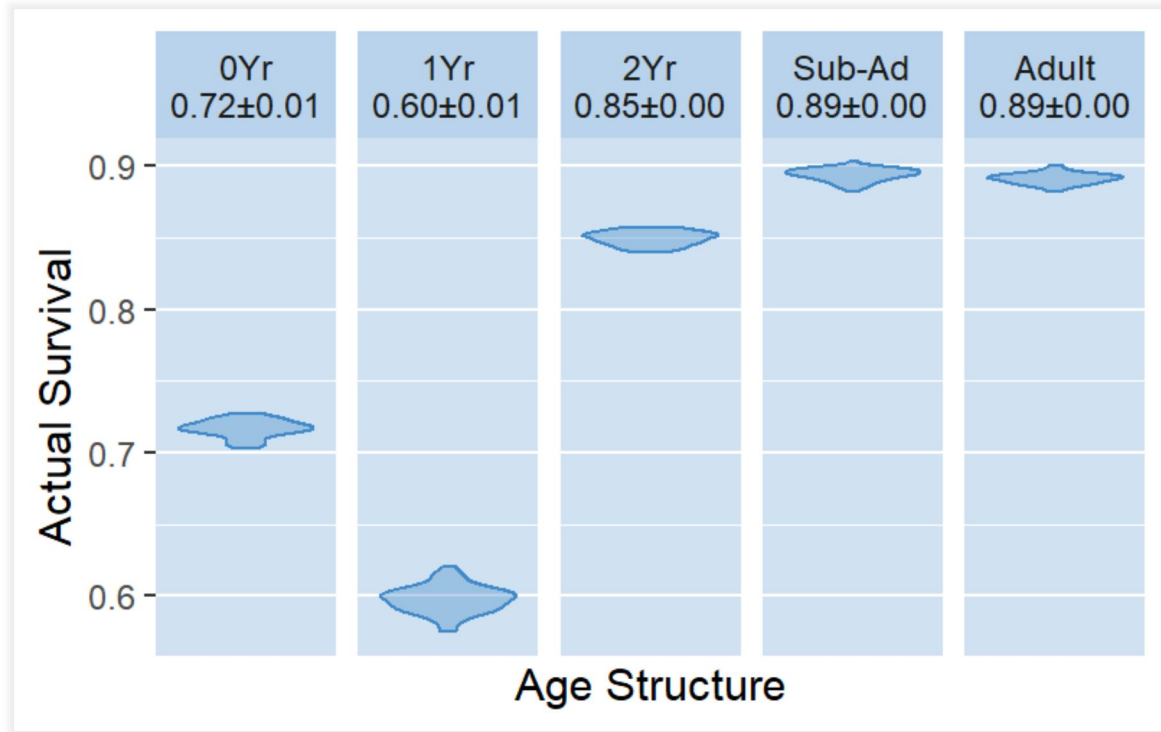 0Yr
0.72±0.01
1Yr
0.60±0.01
2Yr
0.85±0.00
Sub-Ad
0.89±0.00
Adult
0.89±0.00
Actual Survival
0.9
0.8
0.7
0.6
Age Structure